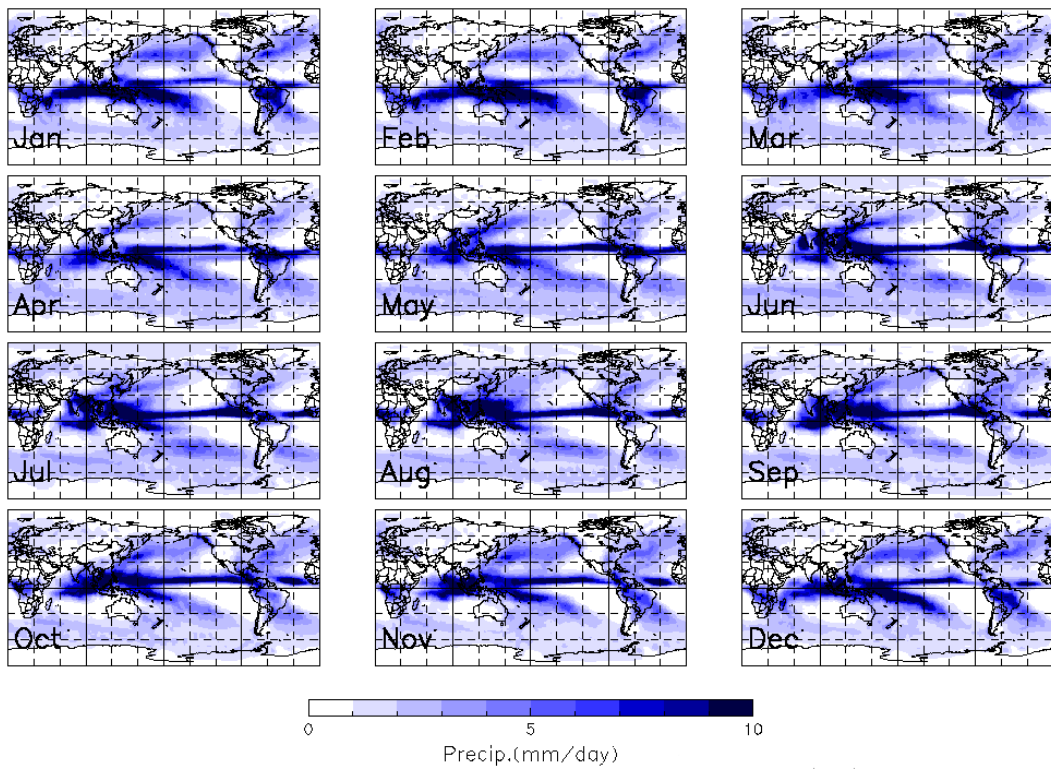 Jan Feb Mar
Apr May Jun
Jul Aug Sep
Oct Nov Dec
0 5 10
Precip.(mm/day)